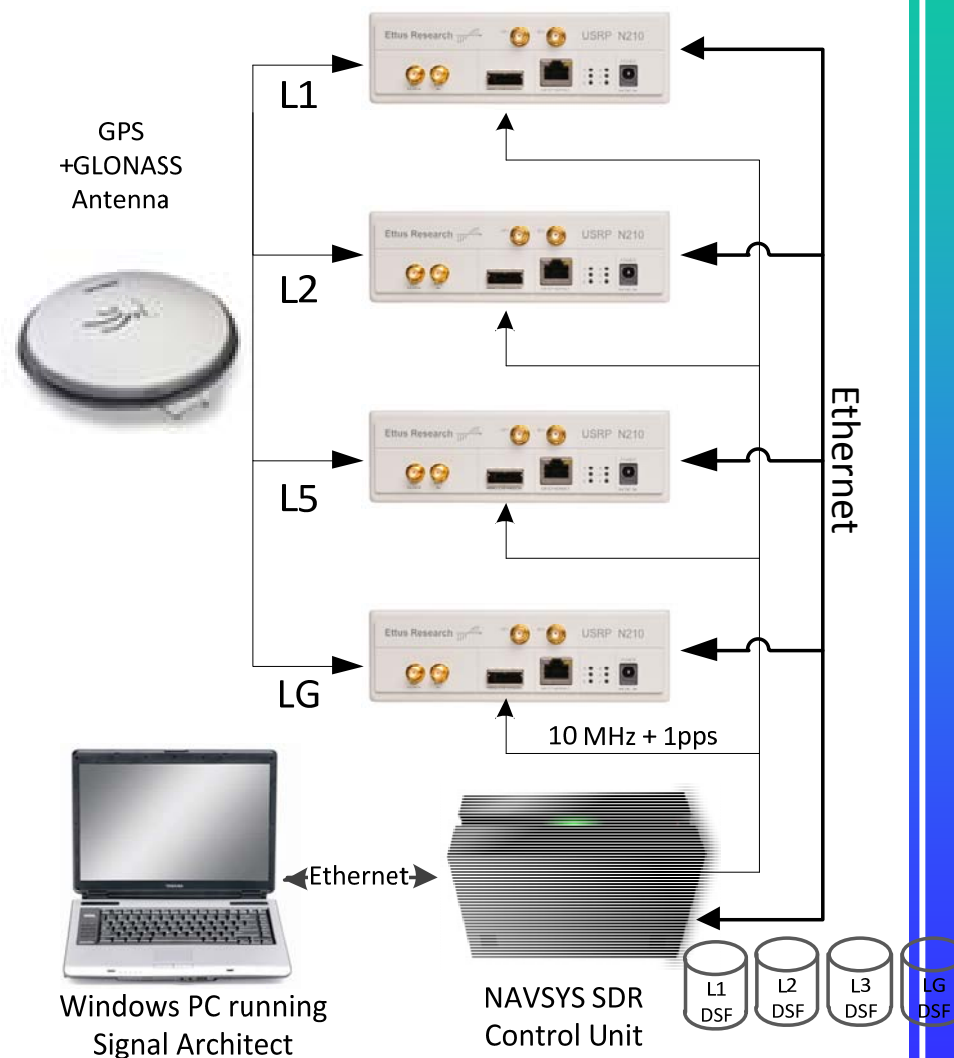 Ettus Research USRP N210
L1
GPS
+GLONASS
Antenna
Ettus Research USRP N210
L2
Ethernet
Ettus Research USRP N210
L5
Ettus Research USRP N210
LG
10 MHz + 1pps
Ethernet
Windows PC running
Signal Architect
NAVSYS SDR
Control Unit
L1
DSF
L2
DSF
L3
DSF
LG
DSF